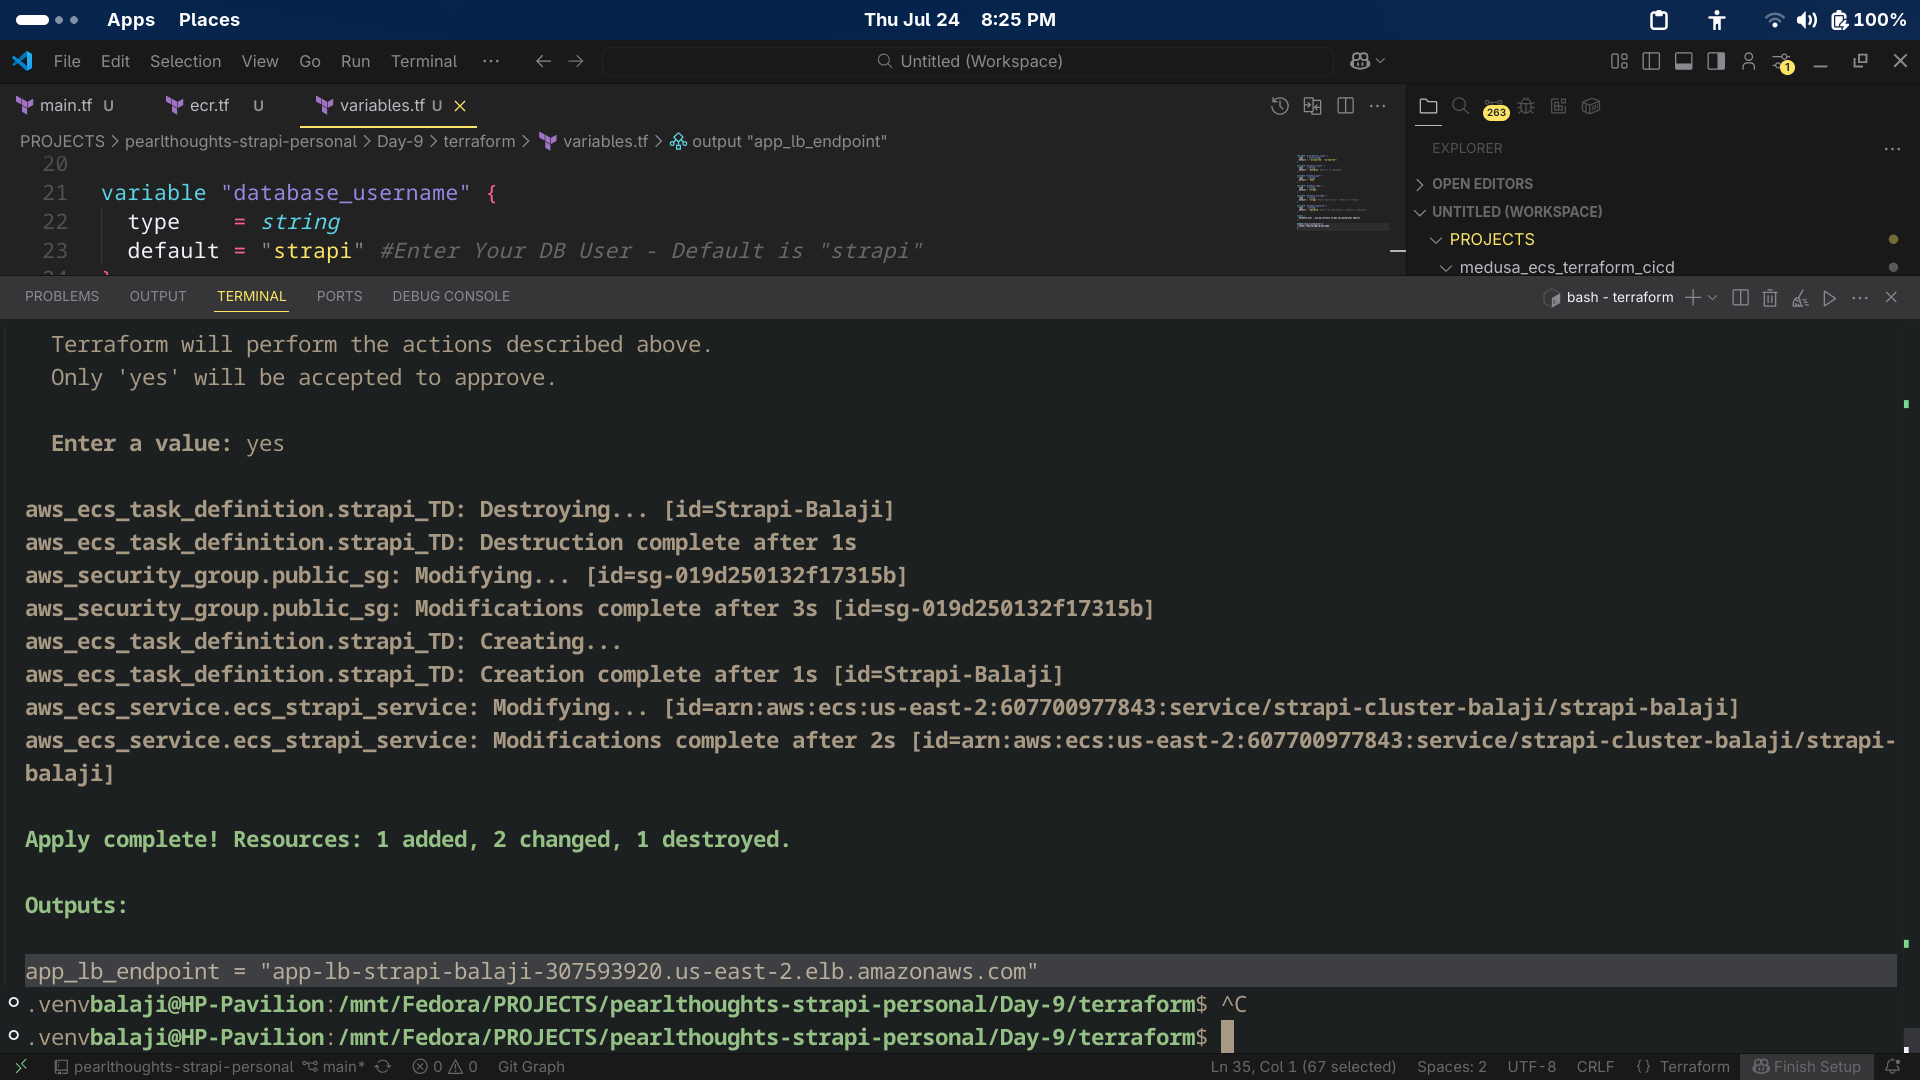 Apps Places Thu Jul 24 8:25 PM 100%
File Edit Selection View Go Run Terminal ··· Untitled (Workspace) 1
main.tf U ecr.tf U variables.tf U 263
PROJECTS > pearlthoughts-strapi-personal > Day-9 > terraform > variables.tf > output "app_lb_endpoint"
EXPLORER
OPEN EDITORS
UNTITLED (WORKSPACE)
PROJECTS
medusa_ecs_terraform_cicd
20
21 variable "database_username" {
22 type = string
23 default = "strapi" #Enter Your DB User - Default is "strapi"
PROBLEMS OUTPUT TERMINAL PORTS DEBUG CONSOLE bash - terraform
Terraform will perform the actions described above.
Only 'yes' will be accepted to approve.
Enter a value: yes
aws_ecs_task_definition.strapi_TD: Destroying... [id=Strapi-Balaji]
aws_ecs_task_definition.strapi_TD: Destruction complete after 1s
aws_security_group.public_sg: Modifying... [id=sg-019d250132f17315b]
aws_security_group.public_sg: Modifications complete after 3s [id=sg-019d250132f17315b]
aws_ecs_task_definition.strapi_TD: Creating...
aws_ecs_task_definition.strapi_TD: Creation complete after 1s [id=Strapi-Balaji]
aws_ecs_service.ecs_strapi_service: Modifying... [id=arn:aws:ecs:us-east-2:607700977843:service/strapi-cluster-balaji/strapi-balaji]
aws_ecs_service.ecs_strapi_service: Modifications complete after 2s [id=arn:aws:ecs:us-east-2:607700977843:service/strapi-cluster-balaji/strapi-
balaji]
Apply complete! Resources: 1 added, 2 changed, 1 destroyed.
Outputs:
app_lb_endpoint = "app-lb-strapi-balaji-307593920.us-east-2.elb.amazonaws.com"
.venvbalaji@HP-Pavilion:/mnt/Fedora/PROJECTS/pearlthoughts-strapi-personal/Day-9/terraform$ ^C
.venvbalaji@HP-Pavilion:/mnt/Fedora/PROJECTS/pearlthoughts-strapi-personal/Day-9/terraform$
pearlthoughts-strapi-personal main* 0 0 Git Graph Ln 35, Col 1 (67 selected) Spaces: 2 UTF-8 CRLF {} Terraform Finish Setup